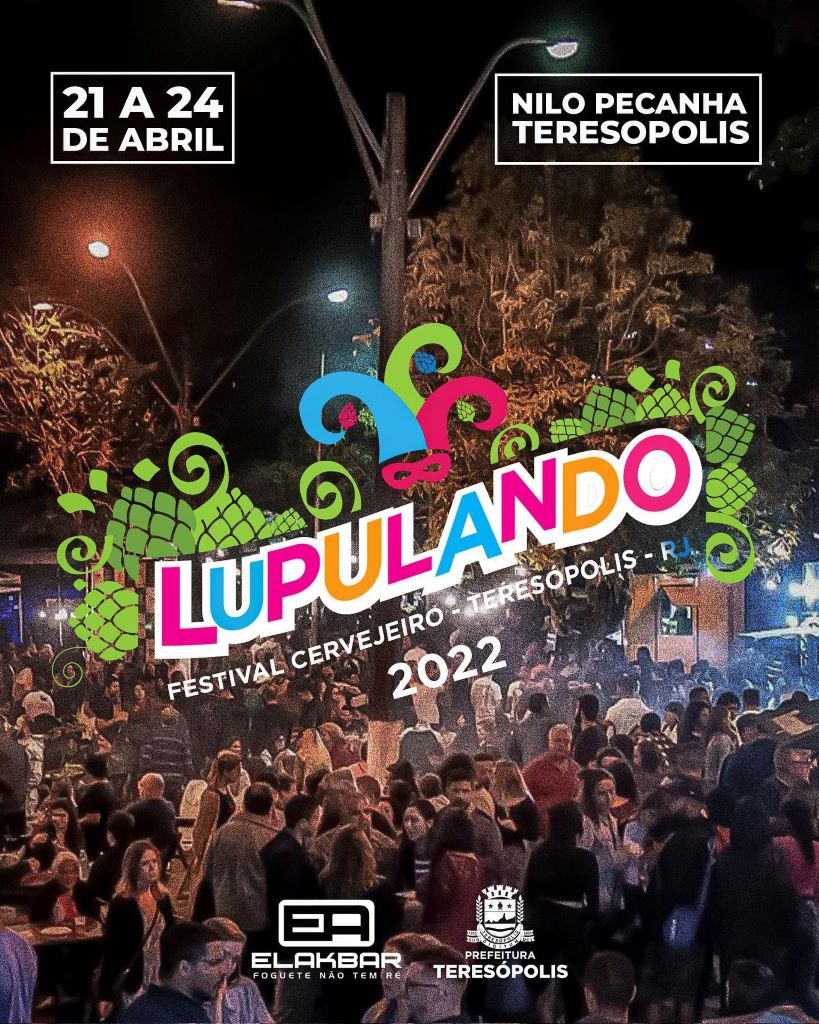 21 A 24
DE ABRIL
NILO PECANHA
TERESOPOLIS
LUPULANDO
FESTIVAL CERVEJEIRO - TERESÓPOLIS - RJ
2022
EA
ELAKBAR
FOGUETE NÃO TEM RÉ
PREFEITURA
TERESÓPOLIS